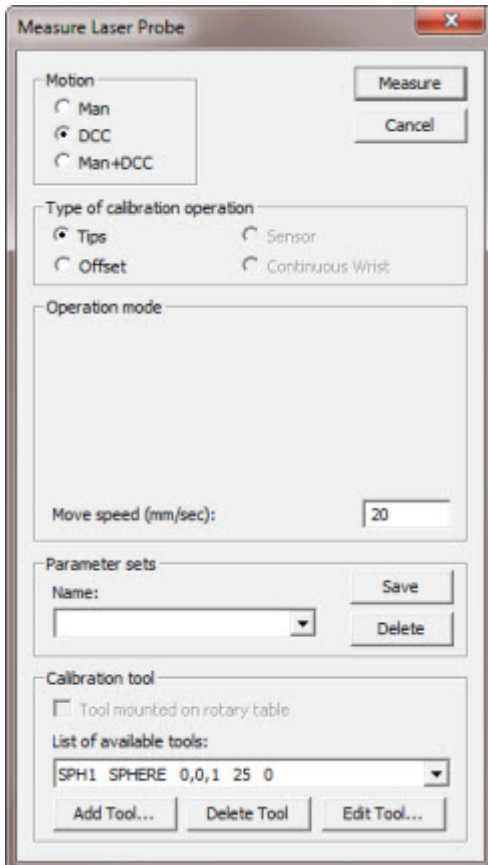 Measure Laser Probe
Motion
Man
DCC
Man+DCC
Measure
Cancel
Type of calibration operation
Tips
Sensor
Offset
Continuous Wrist
Operation mode
Move speed (mm/sec): 20
Parameter sets
Name:
Save
Delete
Calibration tool
Tool mounted on rotary table
List of available tools:
SPH1 SPHERE 0,0,1 25 0
Add Tool... Delete Tool Edit Tool...